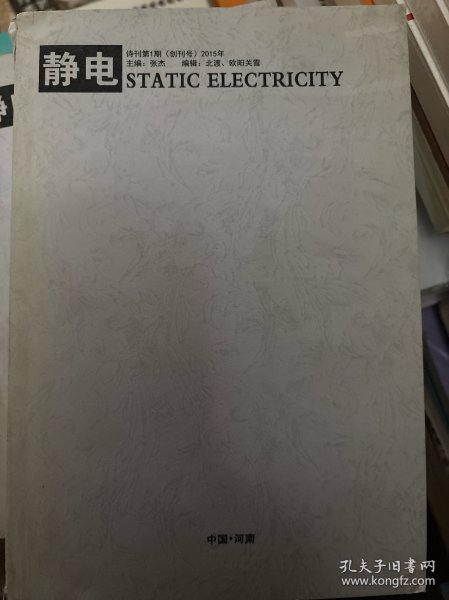 静电
诗刊第1期（创刊号）2015年
主编：张杰 编辑：北渡、欧阳关雪
STATIC ELECTRICITY
中国·河南
孔夫子旧书网
www.kongfz.com